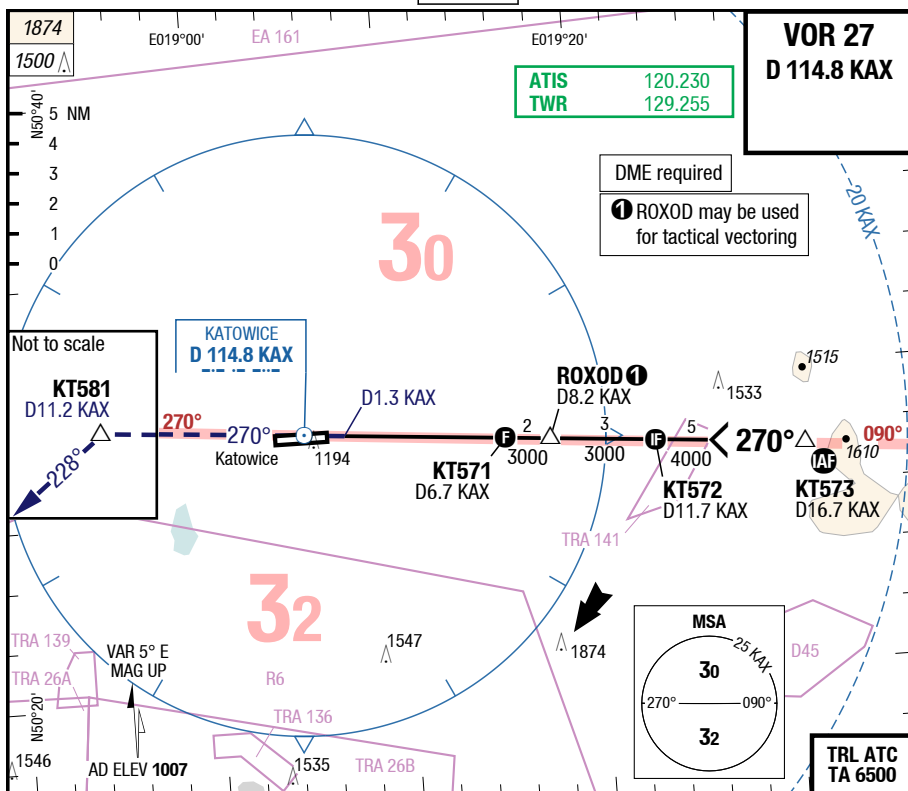 1874
1500
E019°00'
EA 161
E019°20'
VOR 27
D 114.8 KAX
ATIS 120.230
TWR 129.255
N50°40'
5 NM
4
3
2
1
0
DME required
1 ROXOD may be used
for tactical vectoring
20 KAX
30
Not to scale
KT581
D11.2 KAX
228°
270°
KATOWICE
D 114.8 KAX
270°
Katowice
1194
D1.3 KAX
ROXOD 1
D8.2 KAX
F
2
3000
KT571
D6.7 KAX
3
3000
IF
5
4000
KT572
D11.7 KAX
1533
1515
270°
090°
1610
IAF
KT573
D16.7 KAX
TRA 141
32
1547
1874
MSA
25 KAX
30
270°
090°
32
D45
TRA 139
TRA 26A
VAR 5° E
MAG UP
R6
N50°20'
TRA 136
1546
AD ELEV 1007
1535
TRA 26B
TRL ATC
TA 6500